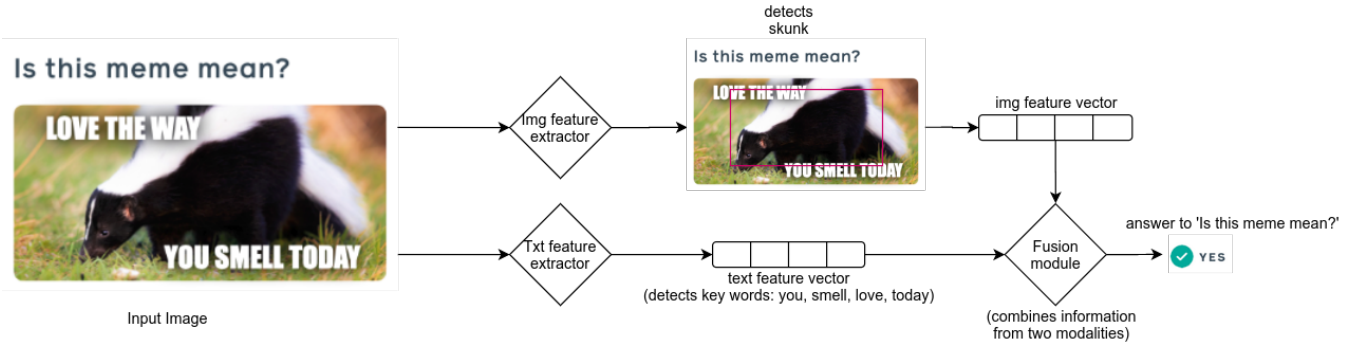 Is this meme mean?
LOVE THE WAY
YOU SMELL TODAY
Input Image
Img feature
extractor
Txt feature
extractor
detects
skunk
Is this meme mean?
LOVE THE WAY
YOU SMELL TODAY
img feature vector
text feature vector
(detects key words: you, smell, love, today)
Fusion
module
(combines information
from two modalities)
answer to 'Is this meme mean?'
YES